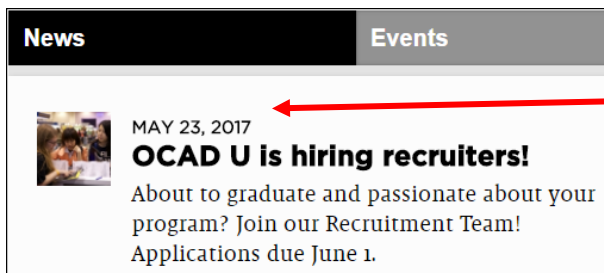 News
Events
MAY 23, 2017
OCAD U is hiring recruiters!
About to graduate and passionate about your
program? Join our Recruitment Team!
Applications due June 1.